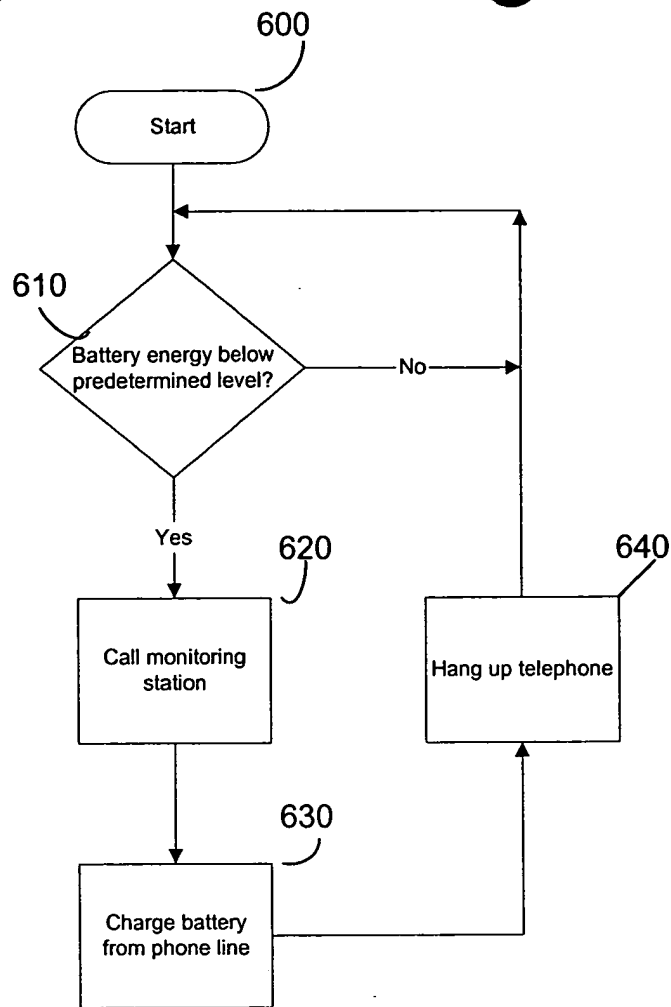 600
Start
610
Battery energy below
predetermined level?
No
Yes
620
640
Call monitoring
station
Hang up telephone
630
Charge battery
from phone line